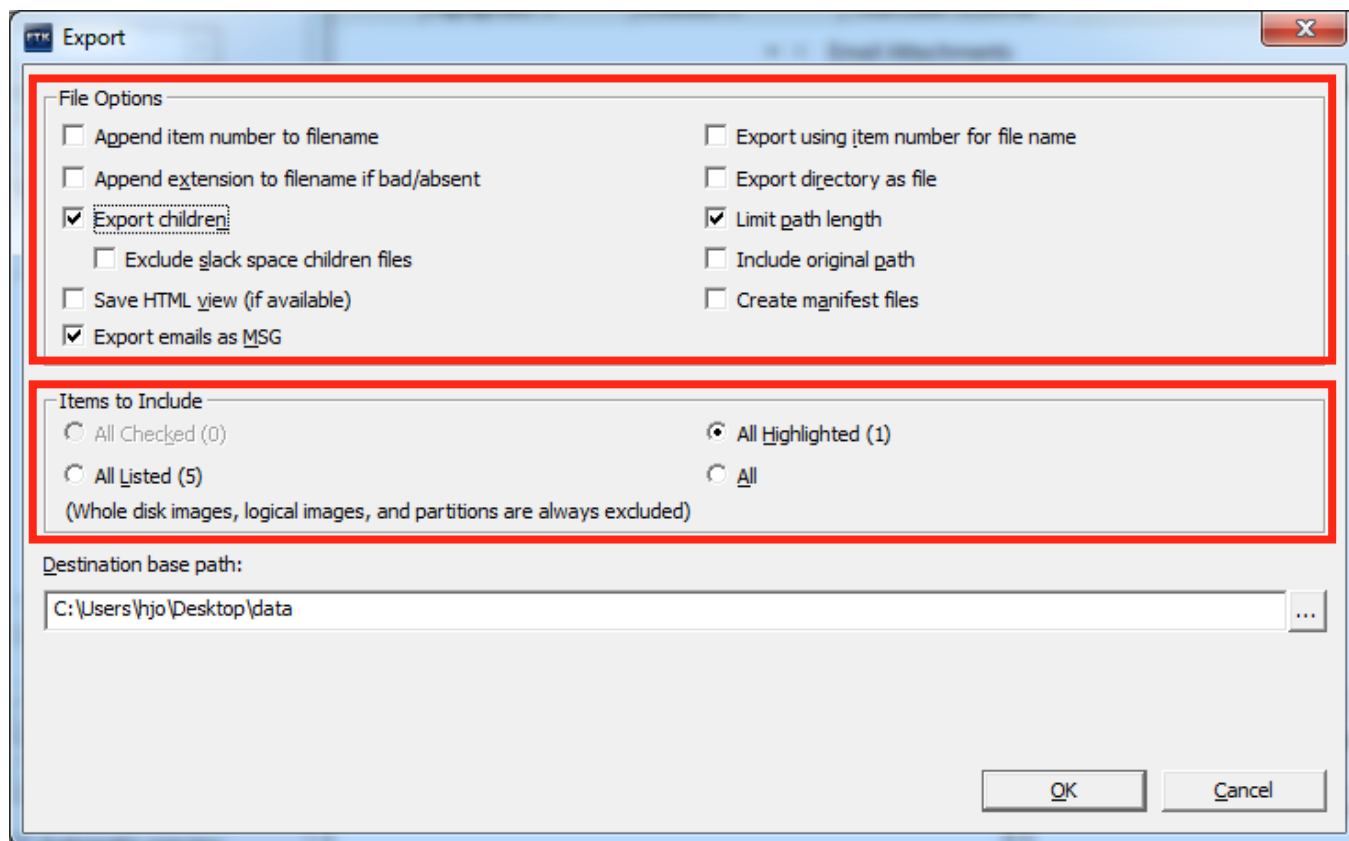 FTK Export
File Options
Append item number to filename
Export using item number for file name
Append extension to filename if bad/absent
Export directory as file
Export children
Limit path length
Exclude slack space children files
Include original path
Save HTML view (if available)
Create manifest files
Export emails as MSG
Items to Include
All Checked (0)
All Highlighted (1)
All Listed (5)
All
(Whole disk images, logical images, and partitions are always excluded)
Destination base path:
C:\Users\hjo\Desktop\data
...
OK
Cancel